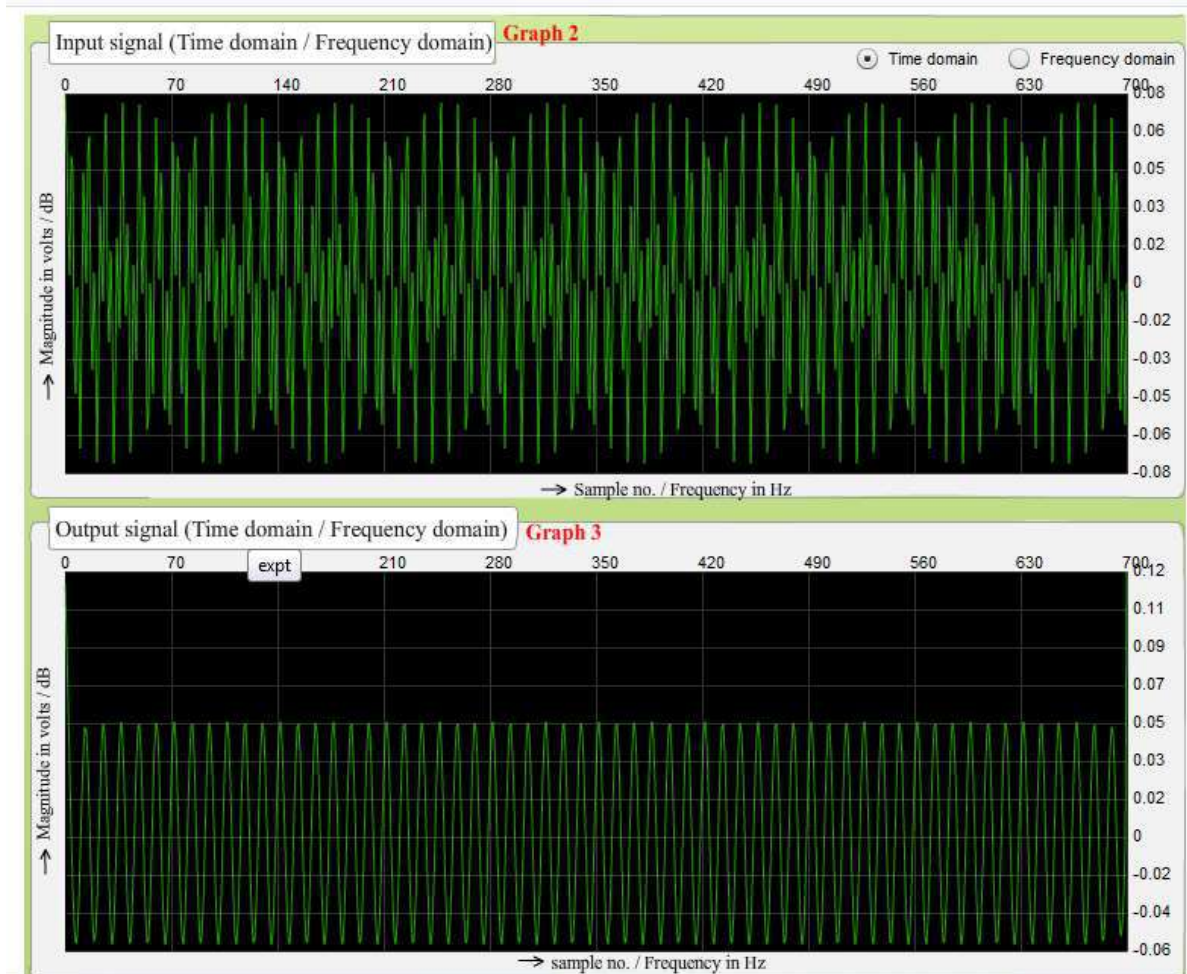 Input signal (Time domain / Frequency domain) Graph 2
Time domain Frequency domain
0 70 140 210 280 350 420 490 560 630 700
0.08
0.06
0.05
0.03
0.02
0
-0.02
-0.03
-0.05
-0.06
-0.08
→ Magnitude in volts / dB
→ Sample no. / Frequency in Hz
Output signal (Time domain / Frequency domain) Graph 3
0 70 expt 210 280 350 420 490 560 630 700
0.12
0.11
0.09
0.07
0.05
0.03
0.02
0
-0.02
-0.04
-0.06
→ Magnitude in volts / dB
→ sample no. / Frequency in Hz